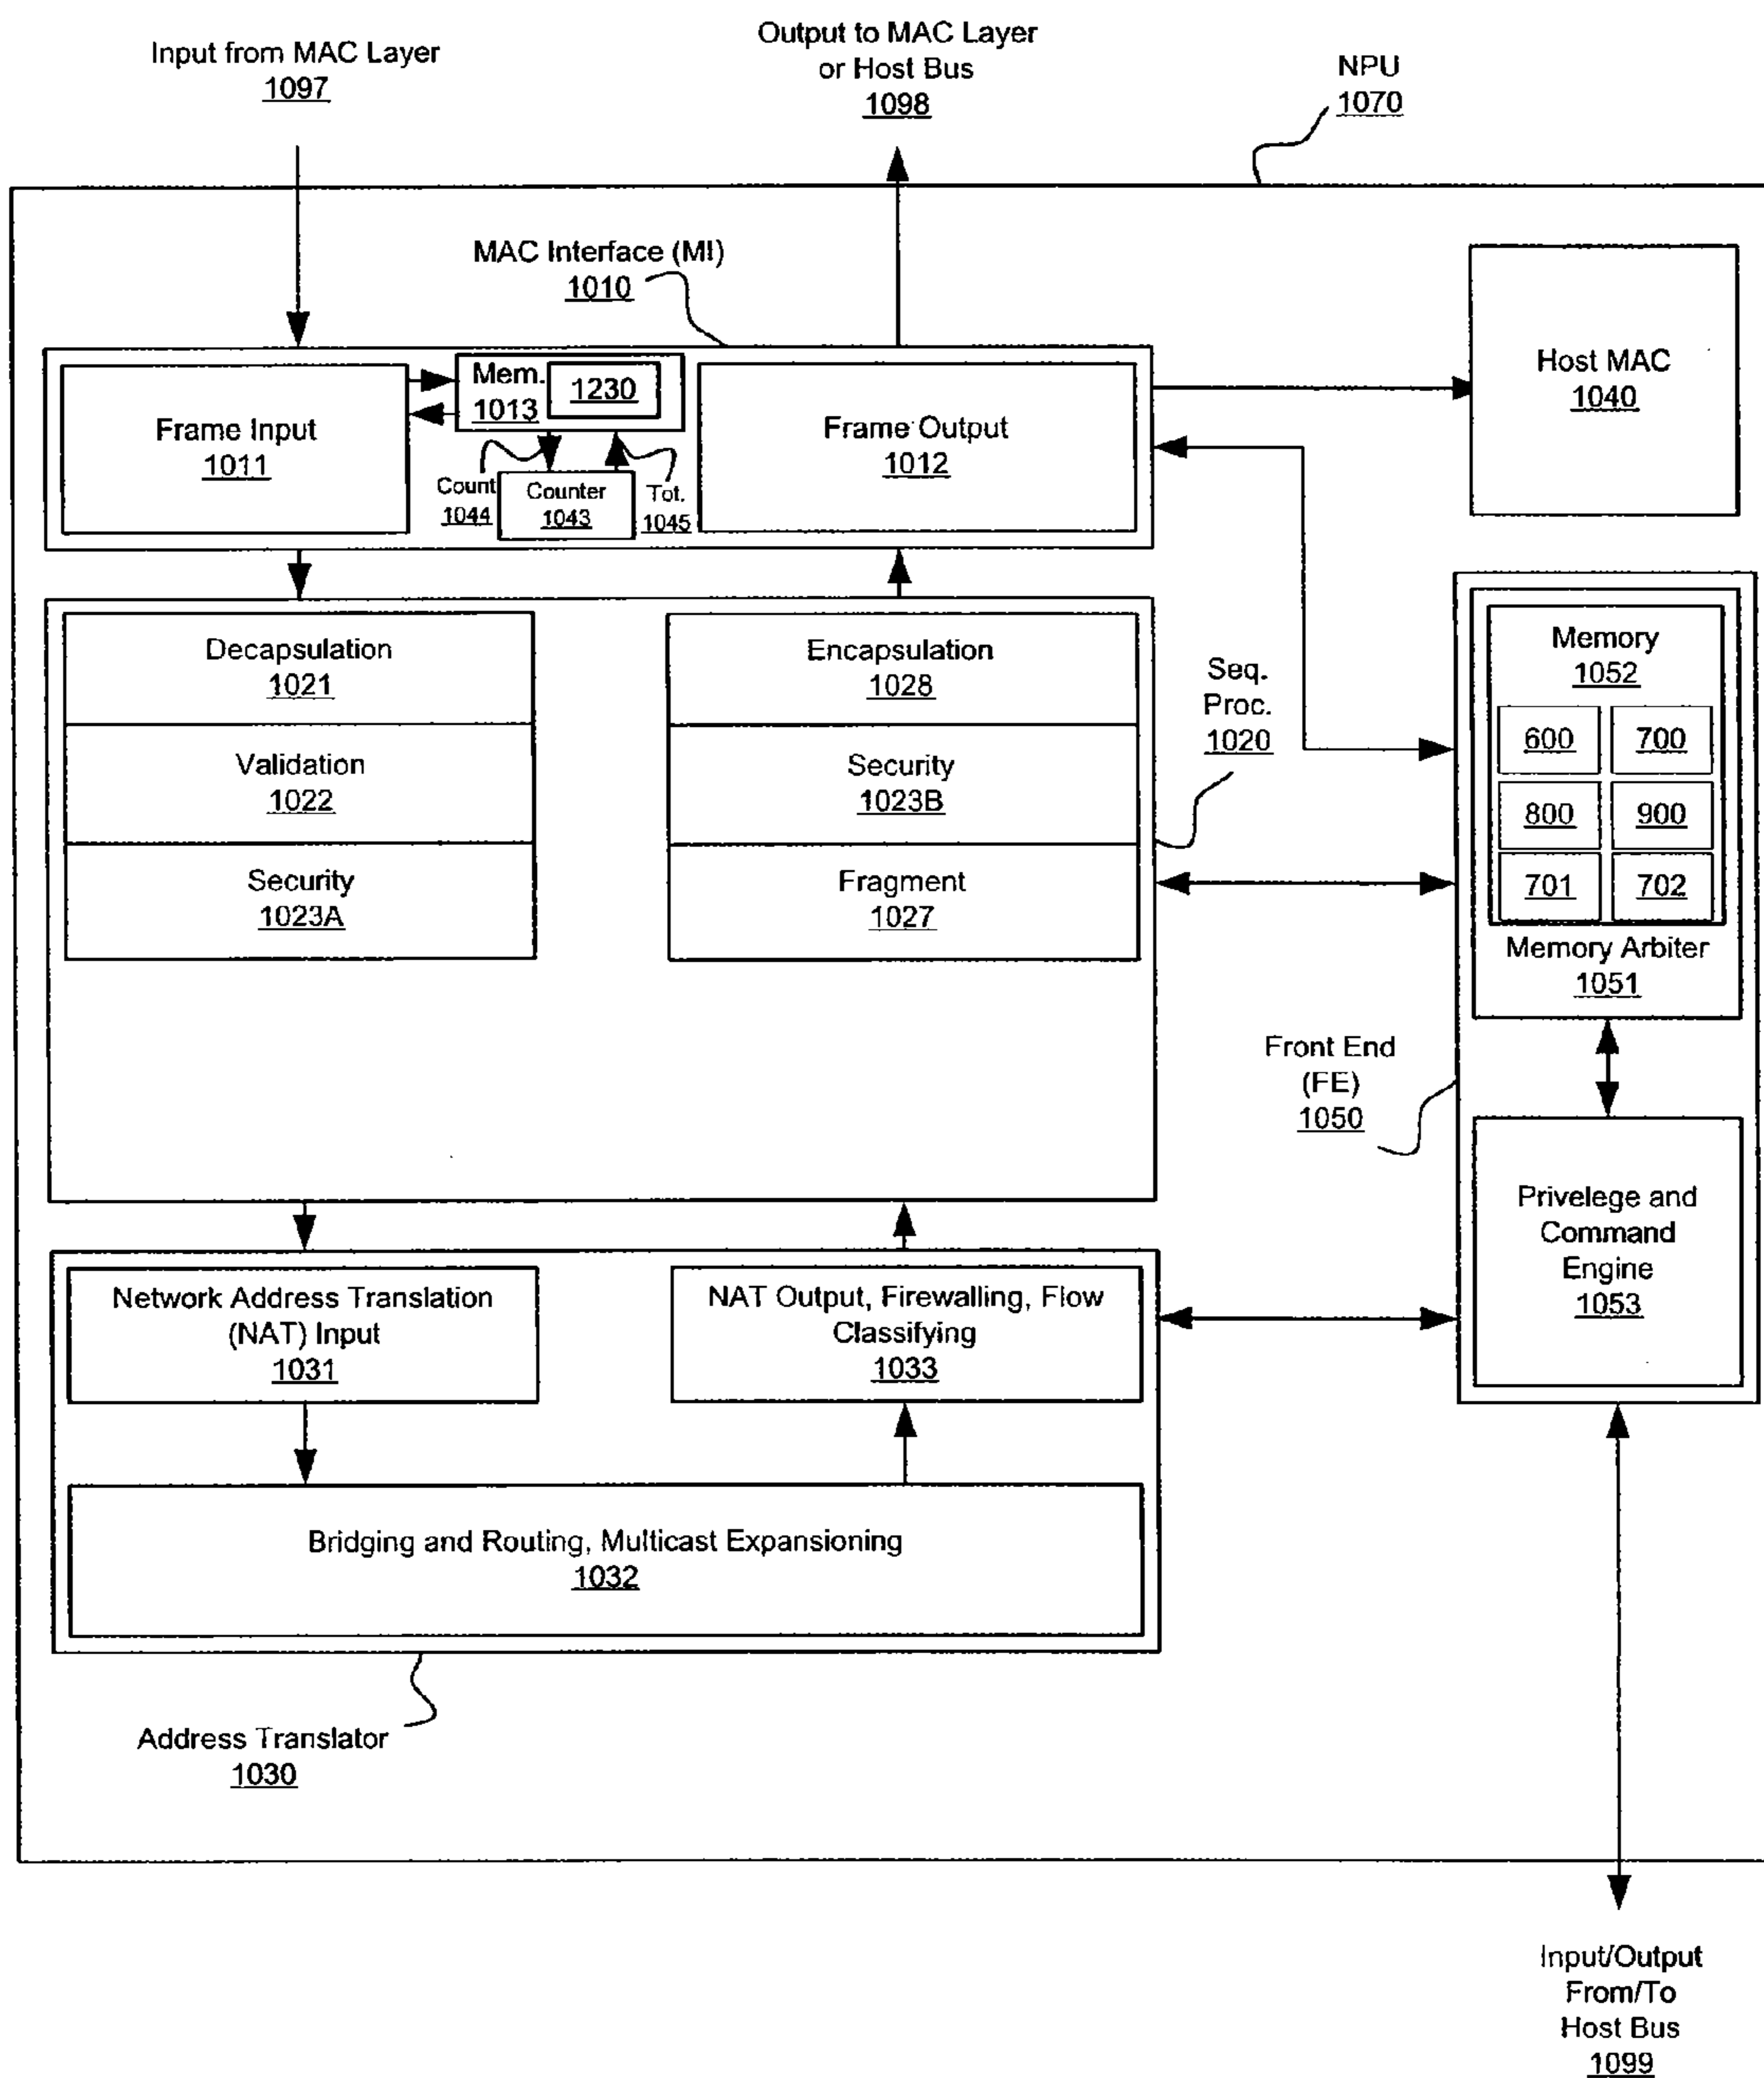 Input from MAC Layer
1097
Output to MAC Layer
or Host Bus
1098
NPU
1070
MAC Interface (MI)
1010
Frame Input
1011
Mem.
1013
1230
Count
1044
Counter
1043
Tot.
1045
Frame Output
1012
Host MAC
1040
Decapsulation
1021
Validation
1022
Security
1023A
Encapsulation
1028
Security
1023B
Fragment
1027
Seq.
Proc.
1020
Memory
1052
600
700
800
900
701
702
Memory Arbiter
1051
Front End
(FE)
1050
Privelege and
Command
Engine
1053
Network Address Translation
(NAT) Input
1031
NAT Output, Firewalling, Flow
Classifying
1033
Bridging and Routing, Multicast Expansioning
1032
Address Translator
1030
Input/Output
From/To
Host Bus
1099